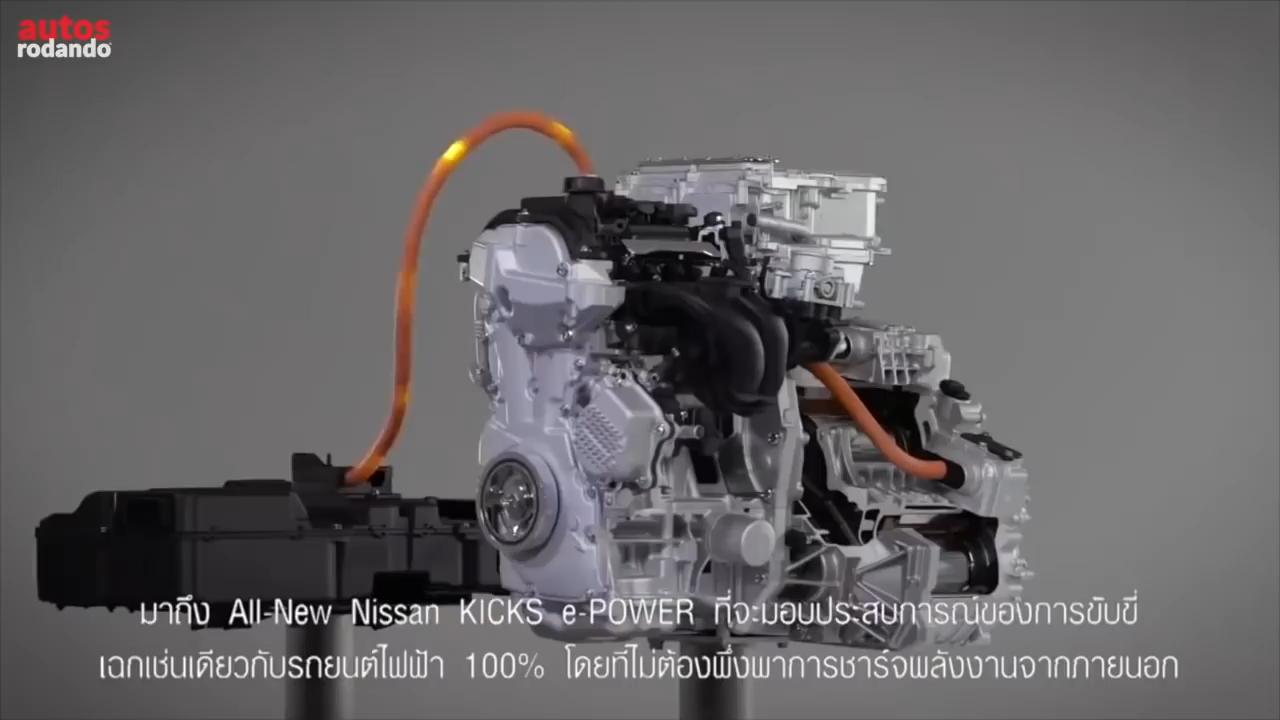 autos
rodando
มาถึง All-New Nissan KICKS e-POWER ที่จะมอบประสบการณ์ของการขับขี่
เฉกเช่นเดียวกับรถยนต์ไฟฟ้า 100% โดยที่ไม่ต้องพึ่งพาการชาร์จพลังงานจากภายนอก